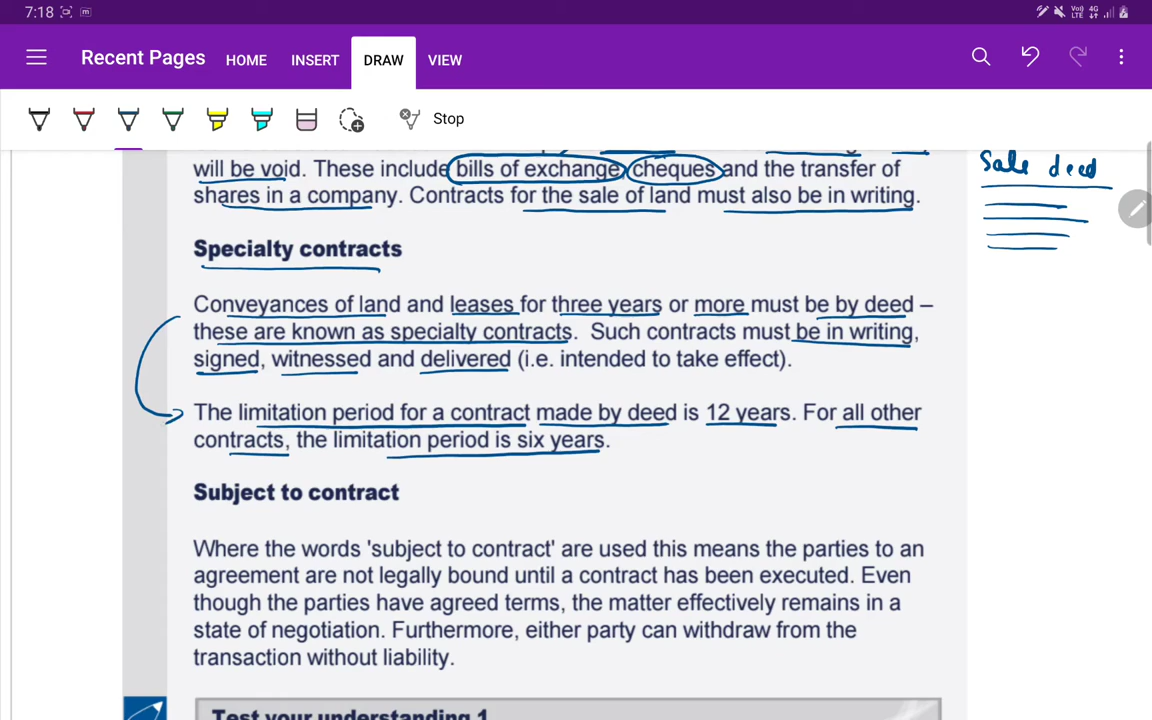 7:18 m Vo) LTE 4G
Recent Pages HOME INSERT DRAW VIEW
Stop
will be void. These include bills of exchange, cheques and the transfer of
shares in a company. Contracts for the sale of land must also be in writing.
Sale deed
Specialty contracts
Conveyances of land and leases for three years or more must be by deed –
these are known as specialty contracts. Such contracts must be in writing,
signed, witnessed and delivered (i.e. intended to take effect).
The limitation period for a contract made by deed is 12 years. For all other
contracts, the limitation period is six years.
Subject to contract
Where the words 'subject to contract' are used this means the parties to an
agreement are not legally bound until a contract has been executed. Even
though the parties have agreed terms, the matter effectively remains in a
state of negotiation. Furthermore, either party can withdraw from the
transaction without liability.
Test your understanding 1